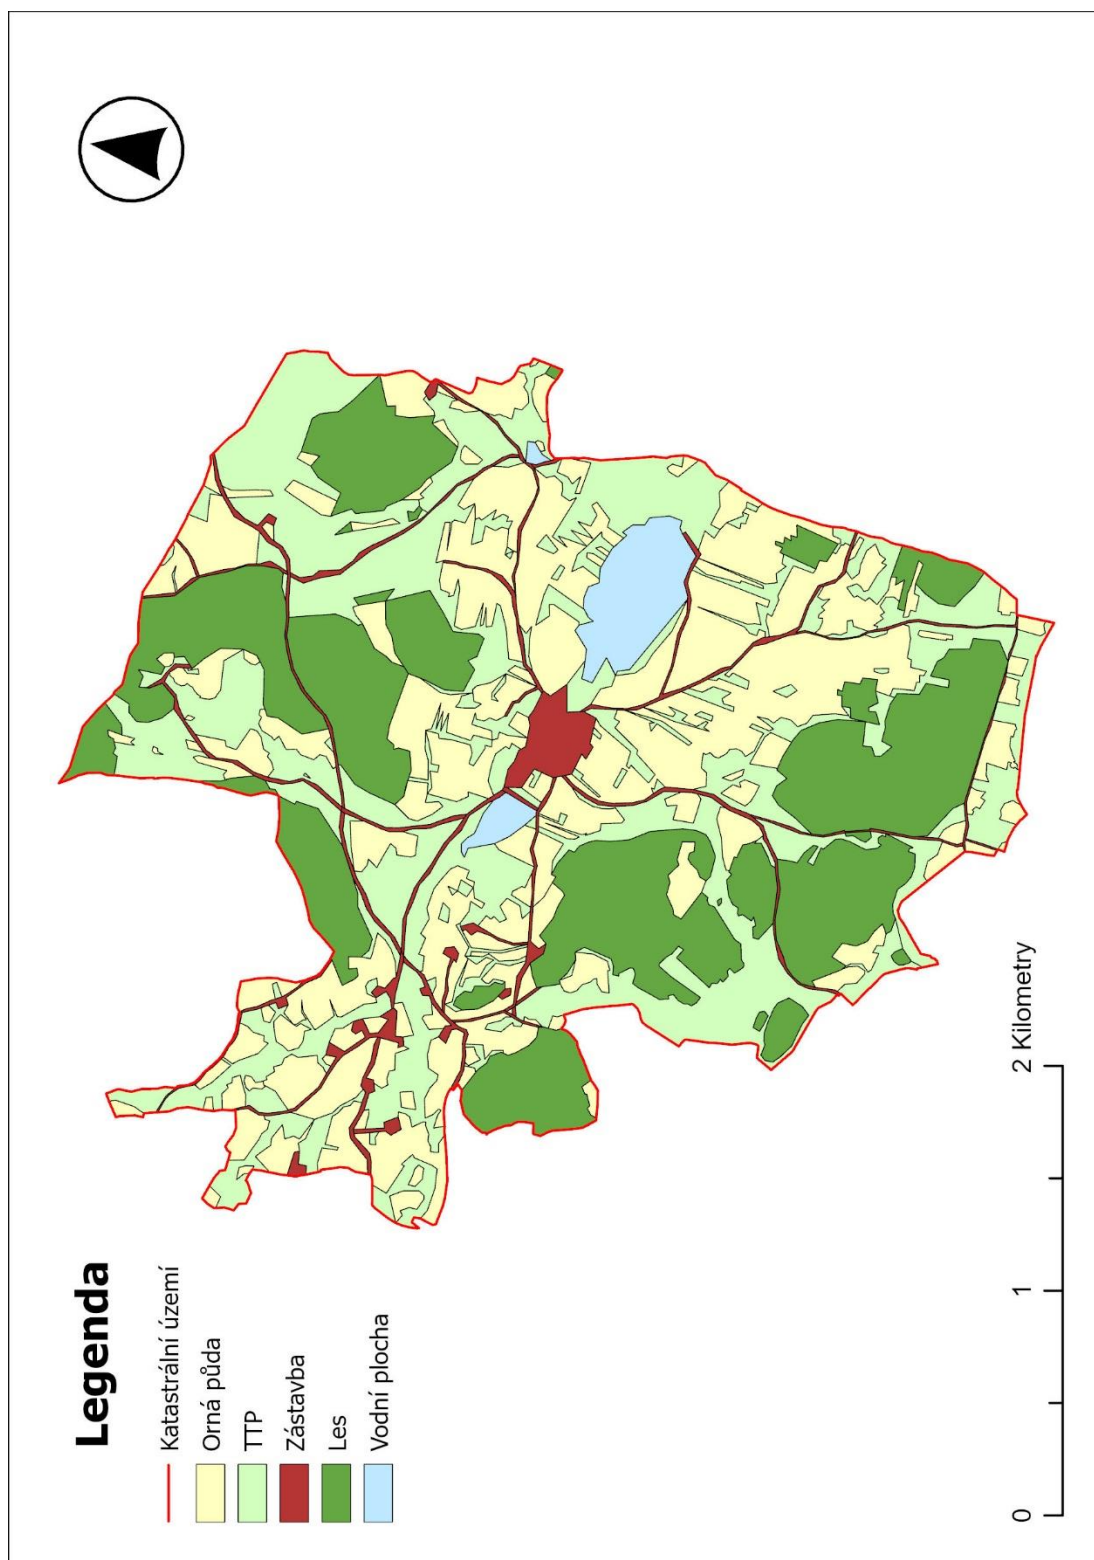 Legenda
Katastrální území
Orná půda
TTP
Zástavba
Les
Vodní plocha
0 1 2 Kilometry